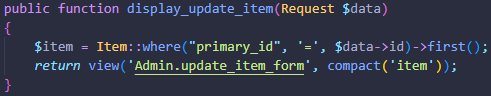 public function display_update_item(Request $data)
{
    $item = Item::where("primary_id", '=', $data->id)->first();
    return view('Admin.update_item_form', compact('item'));
}